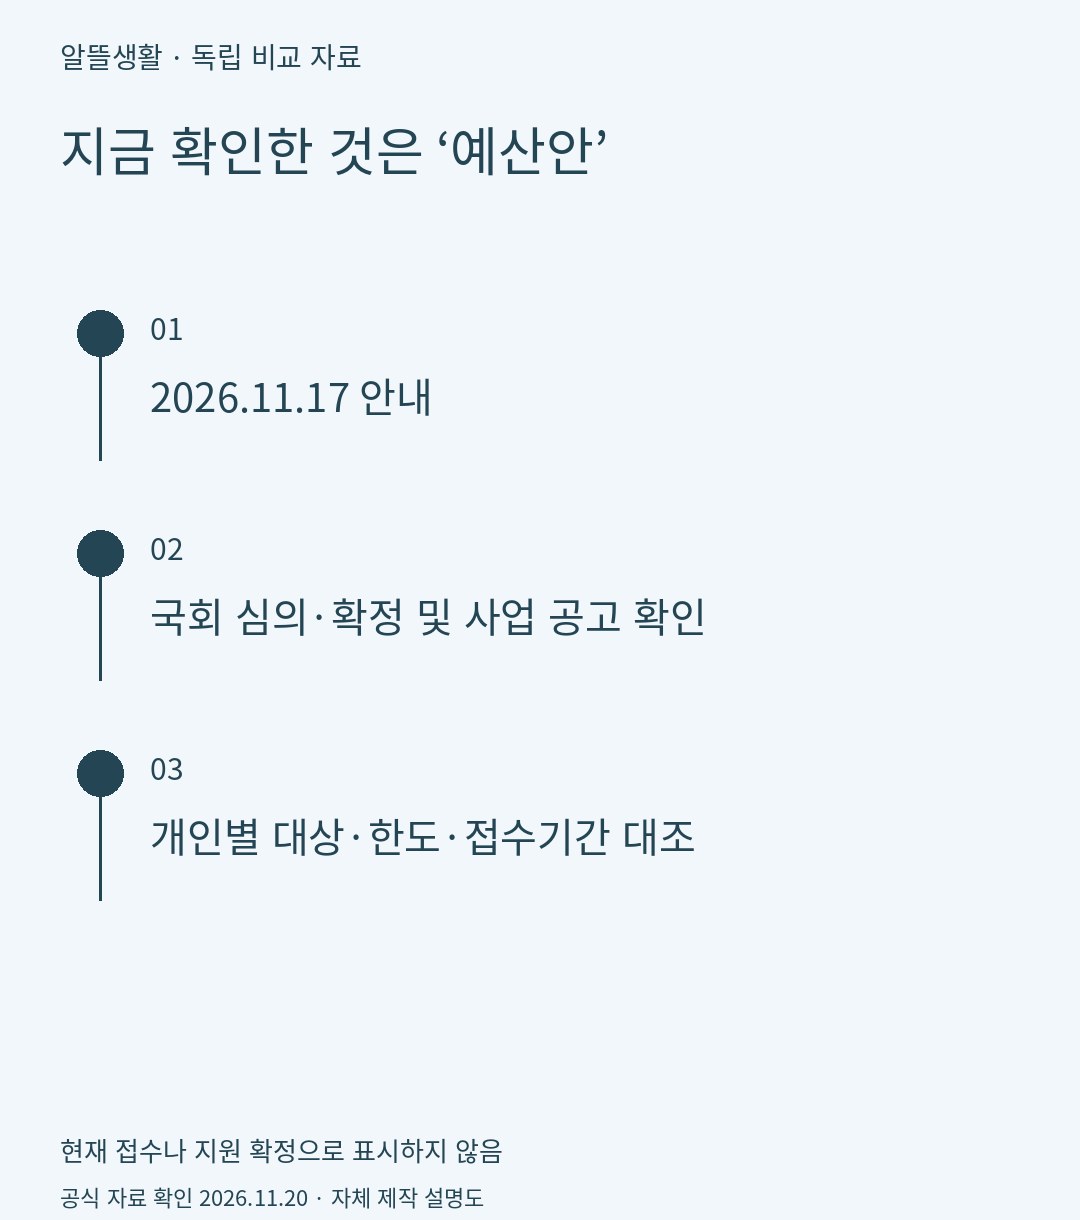 알뜰생활 · 독립 비교 자료
지금 확인한 것은 ‘예산안’
01
2026.11.17 안내
02
국회 심의·확정 및 사업 공고 확인
03
개인별 대상·한도·접수기간 대조
현재 접수나 지원 확정으로 표시하지 않음
공식 자료 확인 2026.11.20 · 자체 제작 설명도